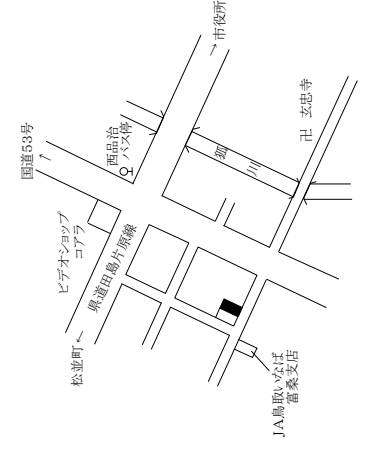 国道53号
→
→市役所
西品治
バス停
ビデオショップ
コアラ
県道田島片原線
松並町←
狐川
卍 玄忠寺
JA鳥取いなば
富桑支店